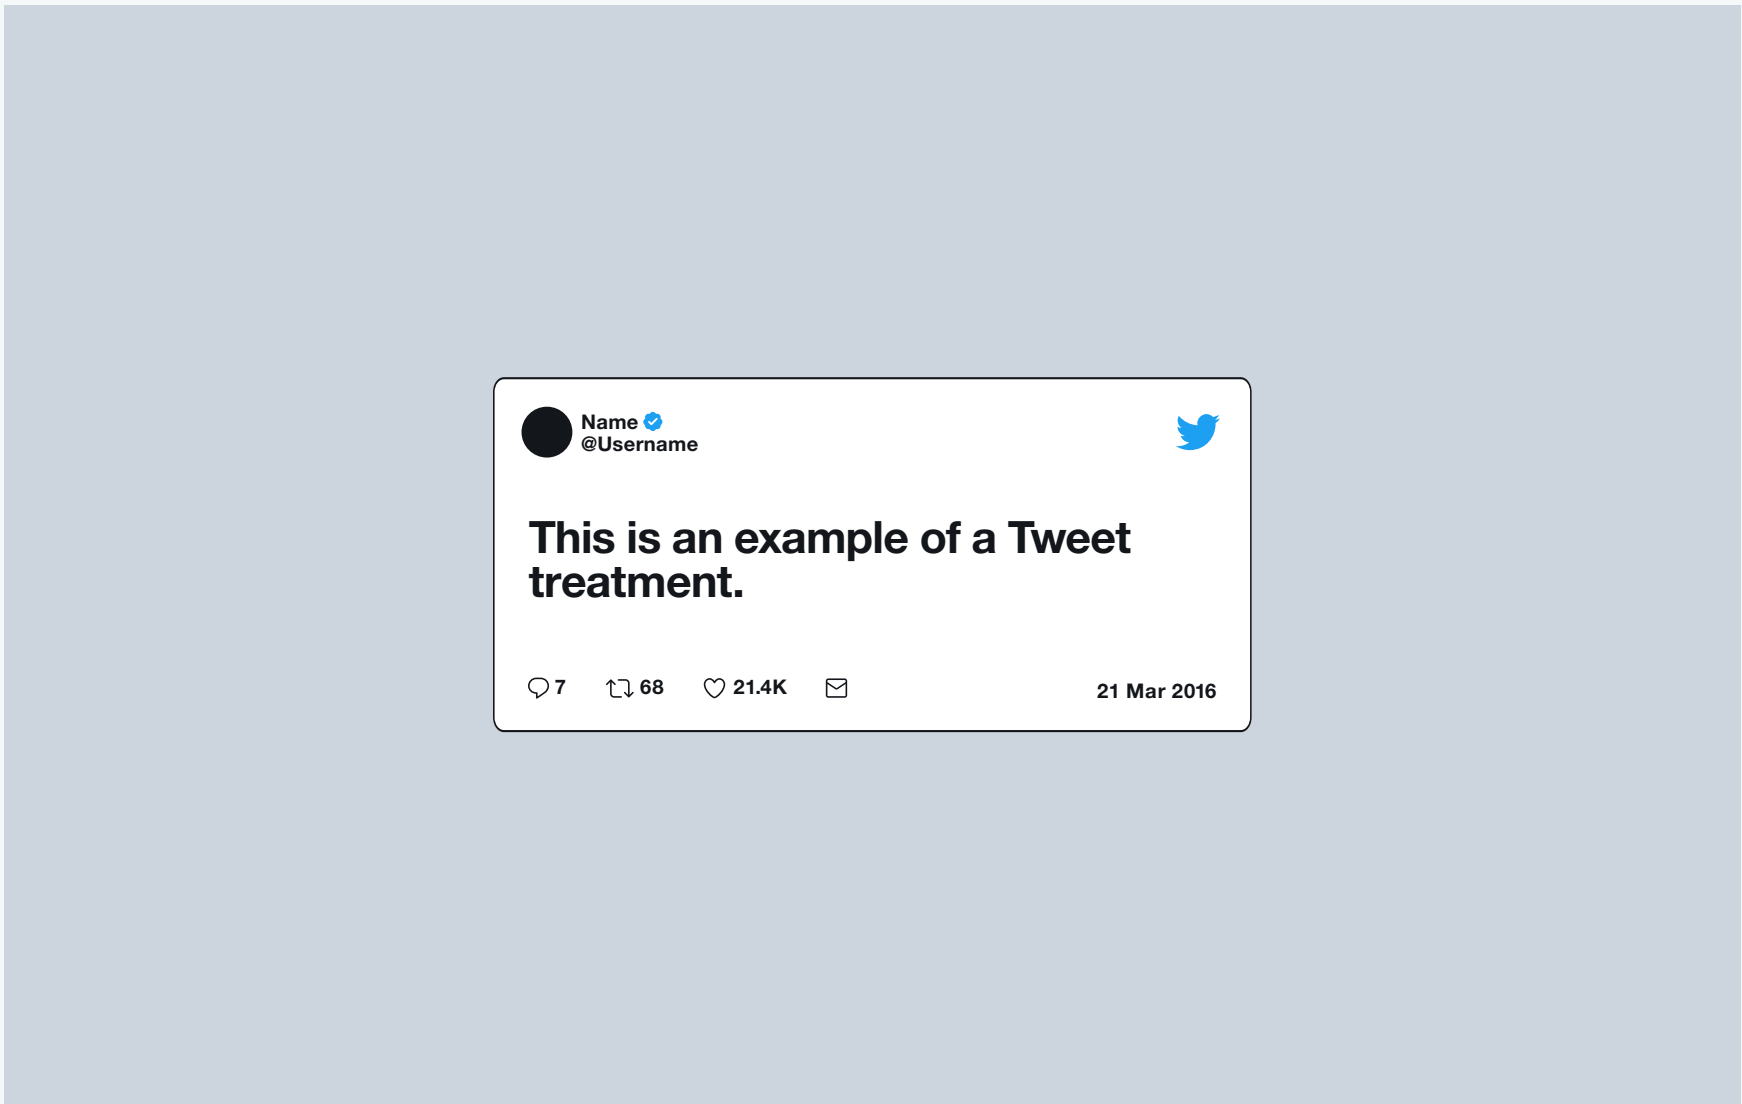 Name
@Username
This is an example of a Tweet
treatment.
7 68 21.4K 21 Mar 2016